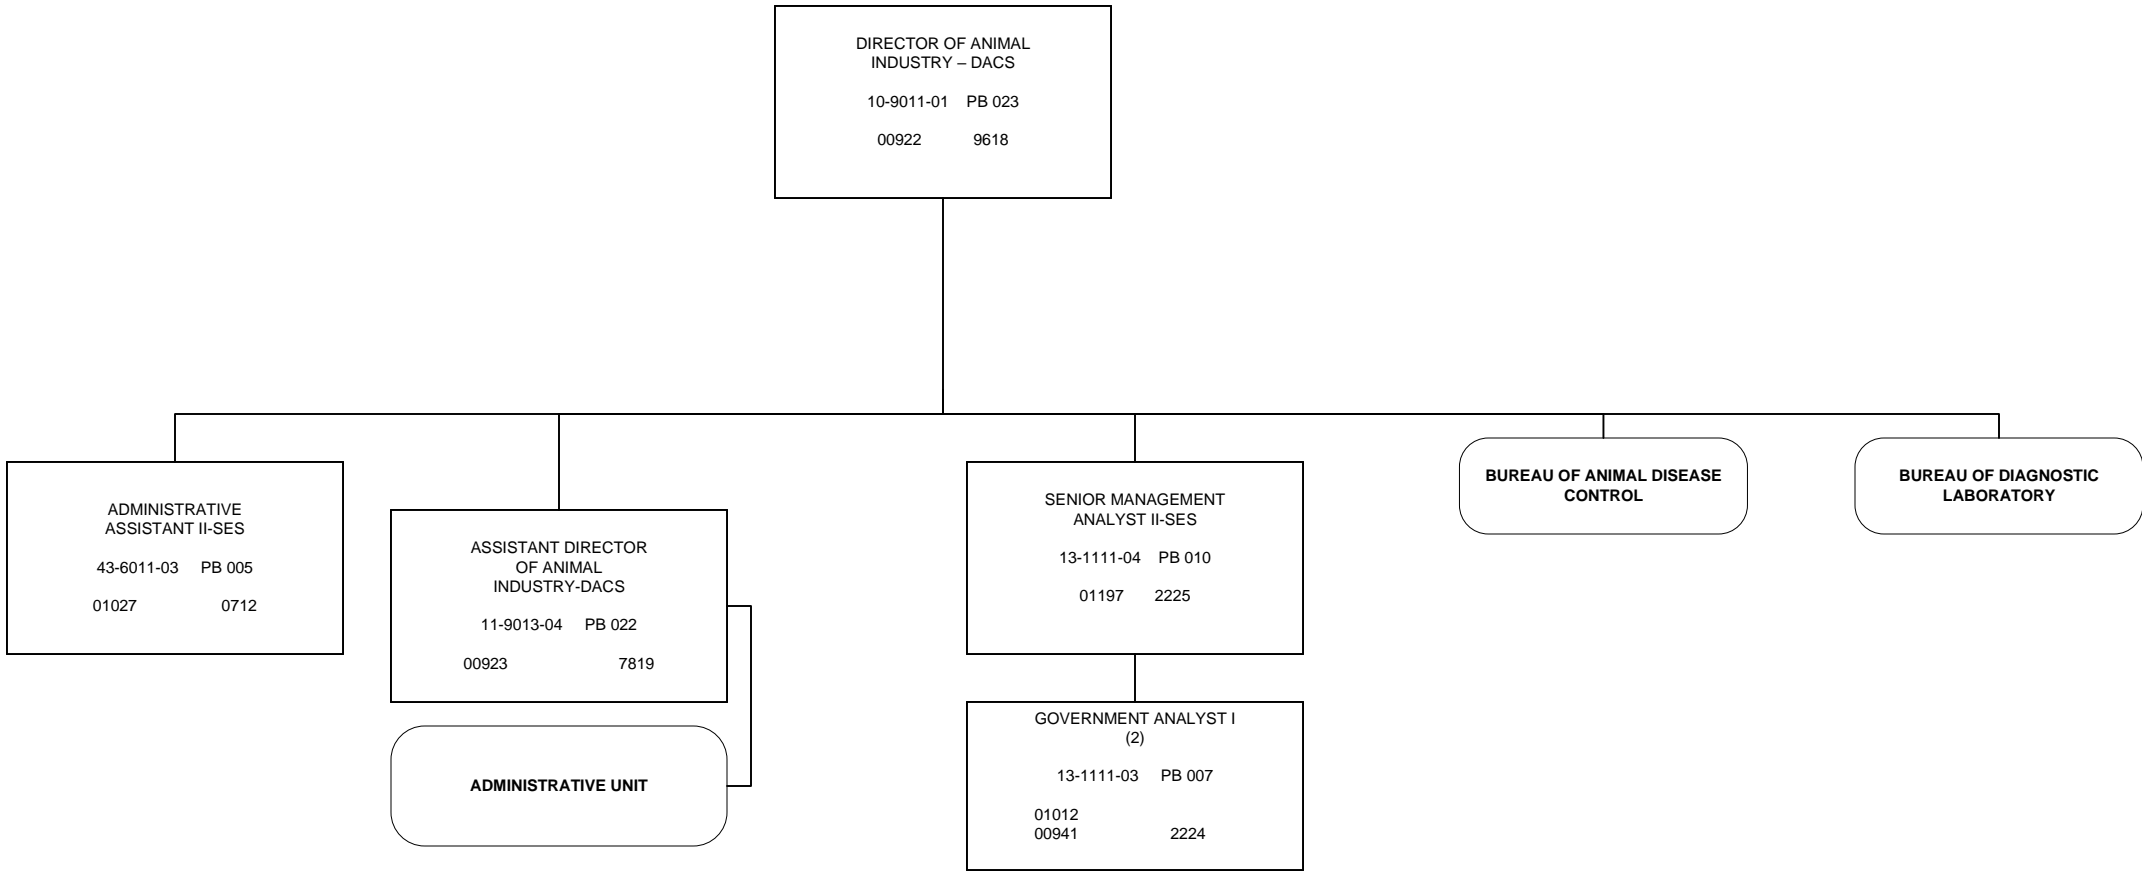 DIRECTOR OF ANIMAL
INDUSTRY – DACS
10-9011-01 PB 023
00922 9618
ADMINISTRATIVE
ASSISTANT II-SES
43-6011-03 PB 005
01027 0712
ASSISTANT DIRECTOR
OF ANIMAL
INDUSTRY-DACS
11-9013-04 PB 022
00923 7819
ADMINISTRATIVE UNIT
SENIOR MANAGEMENT
ANALYST II-SES
13-1111-04 PB 010
01197 2225
GOVERNMENT ANALYST I
(2)
13-1111-03 PB 007
01012
00941 2224
BUREAU OF ANIMAL DISEASE
CONTROL
BUREAU OF DIAGNOSTIC
LABORATORY